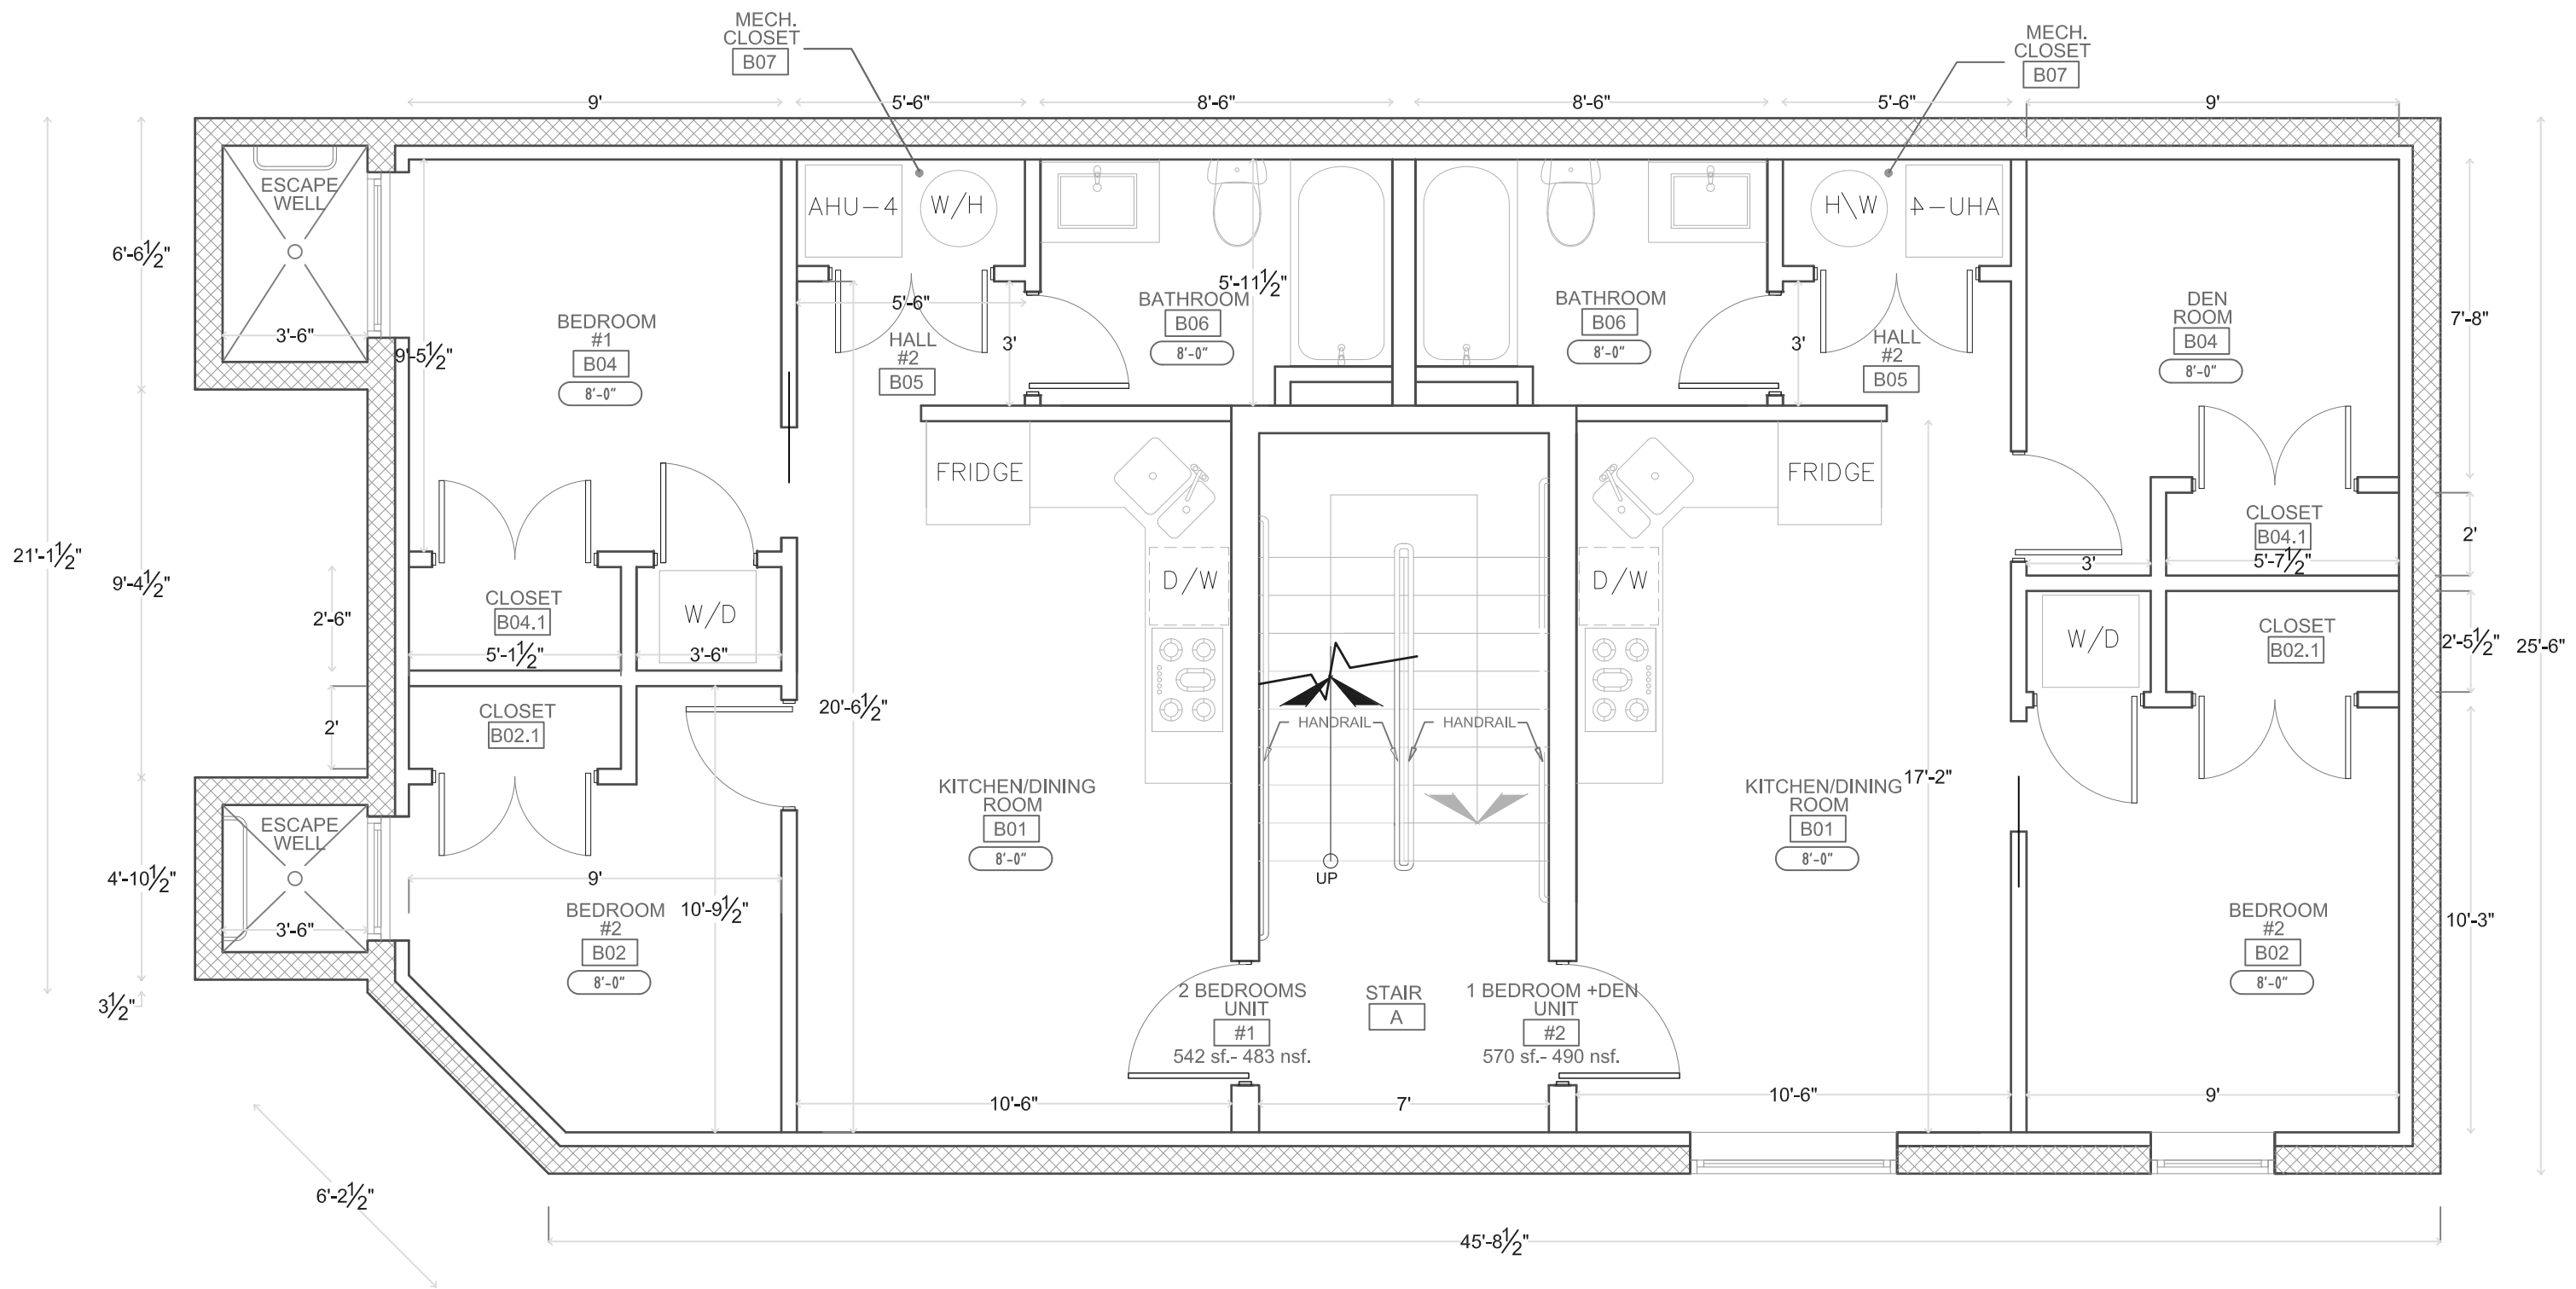 MECH.
CLOSET
B07
MECH.
CLOSET
B07
9'
5'-6"
8'-6"
8'-6"
5'-6"
9'
ESCAPE
WELL
AHU-4
W/H
W/H
AHU-4
6'-6½"
3'-6"
9'-5½"
BEDROOM
#1
B04
8'-0"
5'-6"
HALL
#2
B05
3'
BATHROOM
B06
8'-0"
5'-11½"
BATHROOM
B06
8'-0"
3'
HALL
#2
B05
DEN
ROOM
B04
8'-0"
7'-8"
FRIDGE
FRIDGE
21'-1½"
9'-4½"
2'-6"
CLOSET
B04.1
5'-1½"
W/D
3'-6"
D/W
D/W
3'
CLOSET
B04.1
5'-7½"
2'
2'
CLOSET
B02.1
20'-6½"
HANDRAIL
HANDRAIL
W/D
CLOSET
B02.1
2'-5½"
25'-6"
KITCHEN/DINING
ROOM
B01
8'-0"
UP
KITCHEN/DINING
ROOM
B01
8'-0"
17'-2"
ESCAPE
WELL
4'-10½"
3'-6"
9'
BEDROOM
#2
B02
8'-0"
10'-9½"
BEDROOM
#2
B02
8'-0"
10'-3"
3½"
2 BEDROOMS
UNIT
#1
542 sf.- 483 nsf.
STAIR
A
1 BEDROOM +DEN
UNIT
#2
570 sf.- 490 nsf.
10'-6"
7'
10'-6"
9'
6'-2½"
45'-8½"